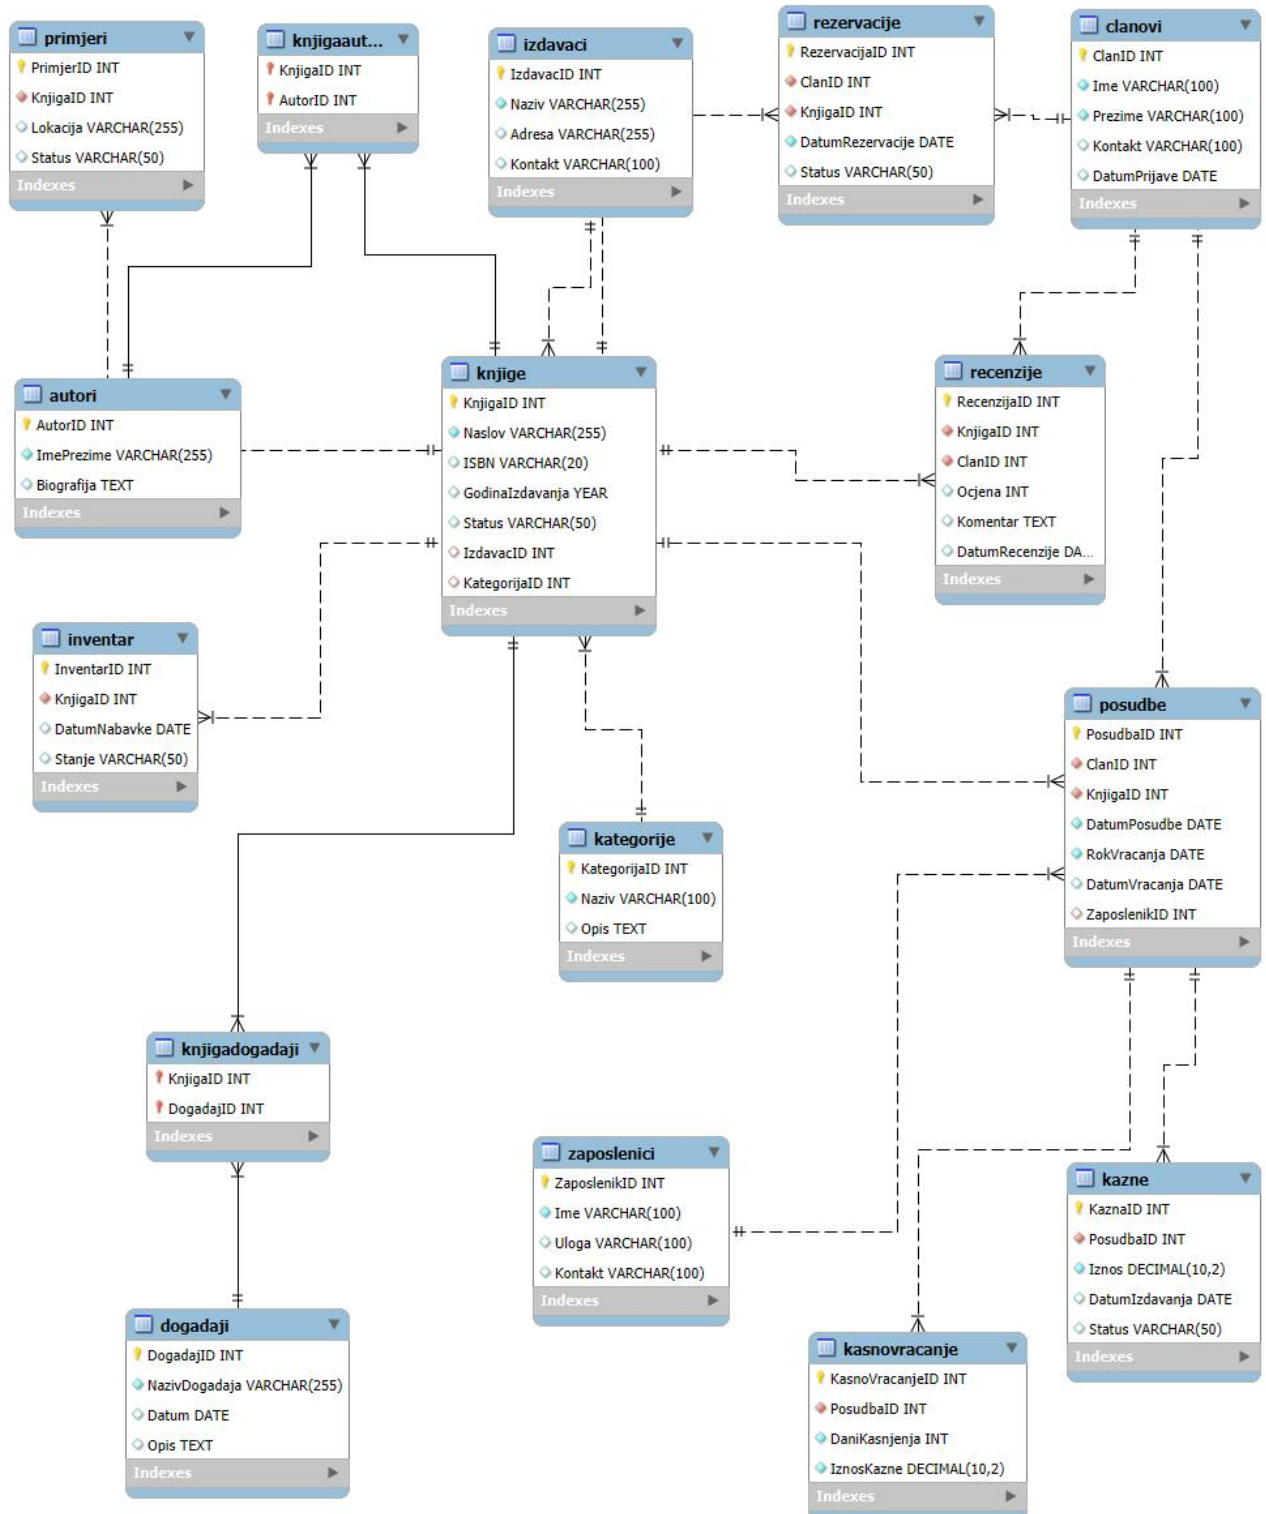 primjeri
PrimjerID INT
KnjigaID INT
Lokacija VARCHAR(255)
Status VARCHAR(50)
Indexes
knjigaaut...
KnjigaID INT
AutorID INT
Indexes
izdavaci
IzdavacID INT
Naziv VARCHAR(255)
Adresa VARCHAR(255)
Kontakt VARCHAR(100)
Indexes
rezervacije
RezervacijaID INT
ClanID INT
KnjigaID INT
DatumRezervacije DATE
Status VARCHAR(50)
Indexes
clanovi
ClanID INT
Ime VARCHAR(100)
Prezime VARCHAR(100)
Kontakt VARCHAR(100)
DatumPrijave DATE
Indexes
autori
AutorID INT
ImePrezime VARCHAR(255)
Biografija TEXT
Indexes
knjige
KnjigaID INT
Naslov VARCHAR(255)
ISBN VARCHAR(20)
GodinaIzdavanja YEAR
Status VARCHAR(50)
IzdavacID INT
KategorijaID INT
Indexes
recenzije
RecenzijaID INT
KnjigaID INT
ClanID INT
Ocjena INT
Komentar TEXT
DatumRecenzije DA...
Indexes
inventar
InventarID INT
KnjigaID INT
DatumNabavke DATE
Stanje VARCHAR(50)
Indexes
kategorije
KategorijaID INT
Naziv VARCHAR(100)
Opis TEXT
Indexes
posudbe
PosudbaID INT
ClanID INT
KnjigaID INT
DatumPosudbe DATE
RokVracanja DATE
DatumVracanja DATE
ZaposlenikID INT
Indexes
knjigadogadaji
KnjigaID INT
DogadajID INT
Indexes
zaposlenici
ZaposlenikID INT
Ime VARCHAR(100)
Uloga VARCHAR(100)
Kontakt VARCHAR(100)
Indexes
kazne
KaznaID INT
PosudbaID INT
Iznos DECIMAL(10,2)
DatumIzdavanja DATE
Status VARCHAR(50)
Indexes
dogadaji
DogadajID INT
NazivDogadaja VARCHAR(255)
Datum DATE
Opis TEXT
Indexes
kasnovracanje
KasnoVracanjeID INT
PosudbaID INT
DaniKasnjenja INT
IznosKazne DECIMAL(10,2)
Indexes